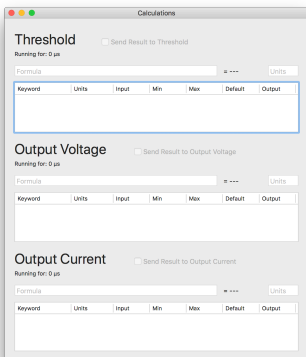 Calculations
Threshold
Send Result to Threshold
Running for: 0 µs
Formula = --- Units
Keyword Units Input Min Max Default Output
Output Voltage
Send Result to Output Voltage
Running for: 0 µs
Formula = --- Units
Keyword Units Input Min Max Default Output
Output Current
Send Result to Output Current
Running for: 0 µs
Formula = --- Units
Keyword Units Input Min Max Default Output